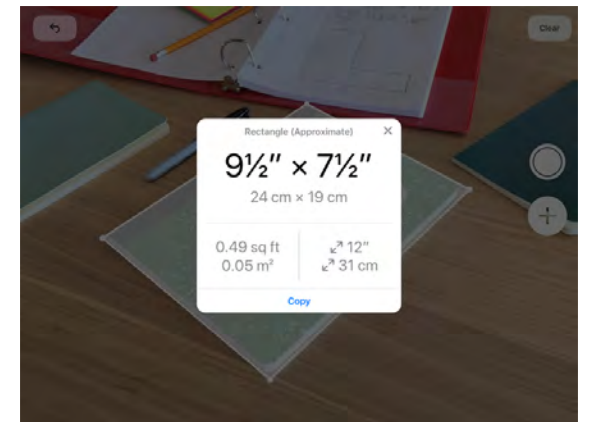 Clear
Rectangle (Approximate)
9½″ × 7½″
24 cm × 19 cm
0.49 sq ft
0.05 m²
12″
31 cm
Copy